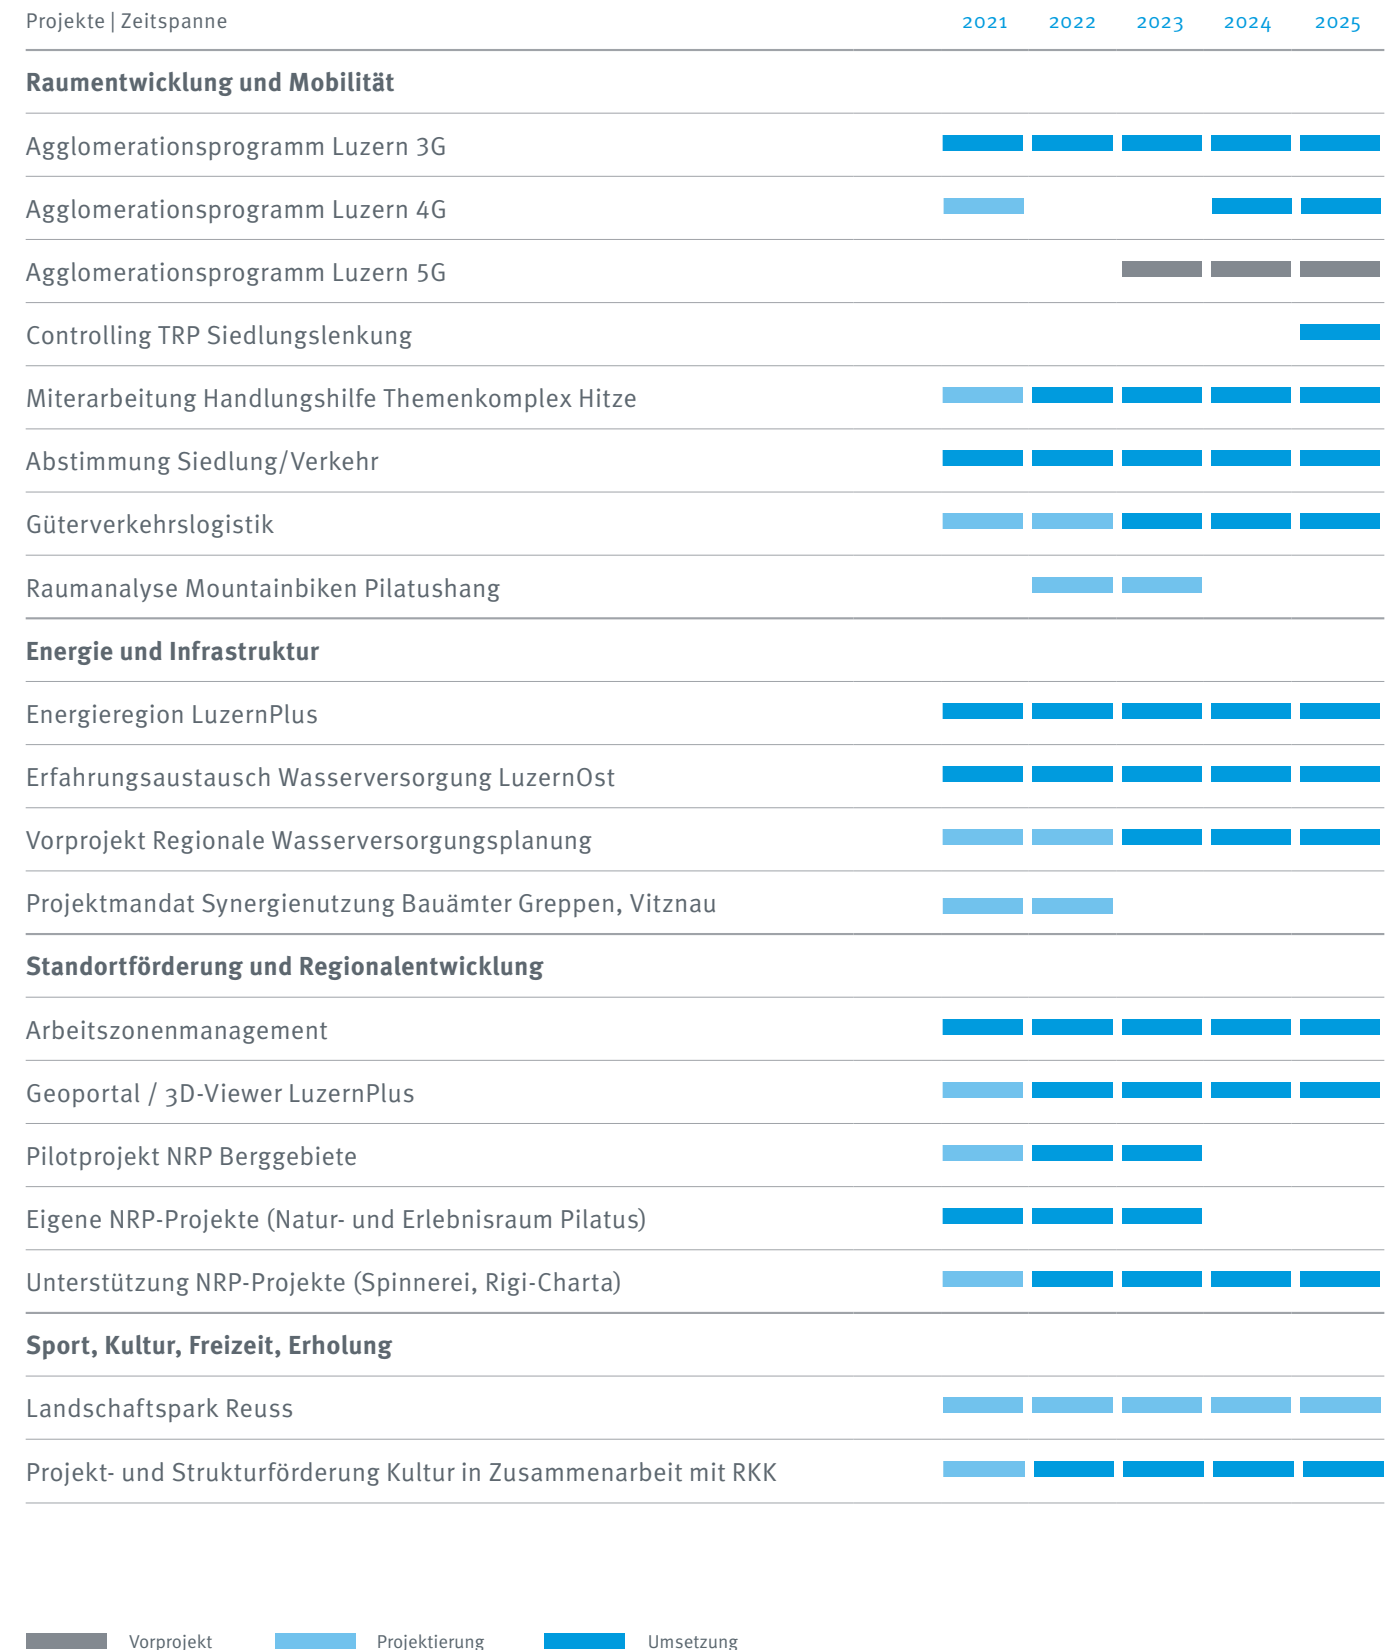 Projekte | Zeitspanne 2021 2022 2023 2024 2025
Raumentwicklung und Mobilität
Agglomerationsprogramm Luzern 3G
Agglomerationsprogramm Luzern 4G
Agglomerationsprogramm Luzern 5G
Controlling TRP Siedlungslenkung
Miterarbeitung Handlungshilfe Themenkomplex Hitze
Abstimmung Siedlung/Verkehr
Güterverkehrslogistik
Raumanalyse Mountainbiken Pilatushang
Energie und Infrastruktur
Energieregion LuzernPlus
Erfahrungsaustausch Wasserversorgung LuzernOst
Vorprojekt Regionale Wasserversorgungsplanung
Projektmandat Synergienutzung Bauämter Greppen, Vitznau
Standortförderung und Regionalentwicklung
Arbeitszonenmanagement
Geoportal / 3D-Viewer LuzernPlus
Pilotprojekt NRP Berggebiete
Eigene NRP-Projekte (Natur- und Erlebnisraum Pilatus)
Unterstützung NRP-Projekte (Spinnerei, Rigi-Charta)
Sport, Kultur, Freizeit, Erholung
Landschaftspark Reuss
Projekt- und Strukturförderung Kultur in Zusammenarbeit mit RKK
Vorprojekt Projektierung Umsetzung